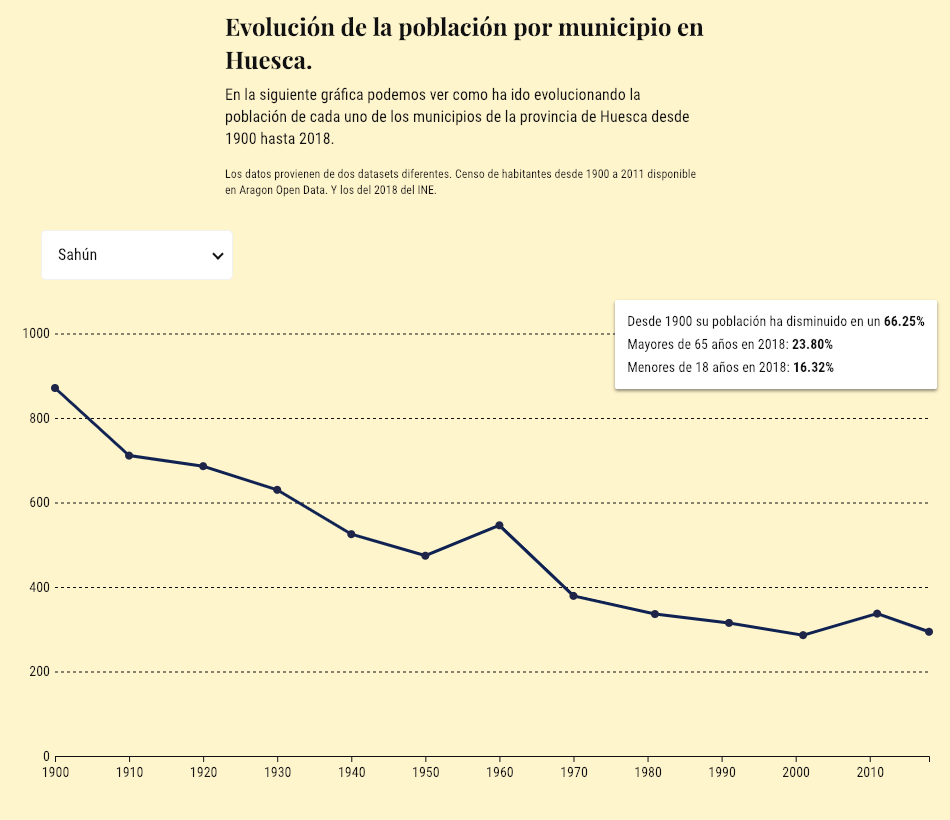 Evolución de la población por municipio en
Huesca.
En la siguiente gráfica podemos ver como ha ido evolucionando la
población de cada uno de los municipios de la provincia de Huesca desde
1900 hasta 2018.
Los datos provienen de dos datasets diferentes. Censo de habitantes desde 1900 a 2011 disponible
en Aragon Open Data. Y los del 2018 del INE.
Sahún
Desde 1900 su población ha disminuido en un 66.25%
Mayores de 65 años en 2018: 23.80%
Menores de 18 años en 2018: 16.32%
1000
800
600
400
200
0
1900 1910 1920 1930 1940 1950 1960 1970 1980 1990 2000 2010